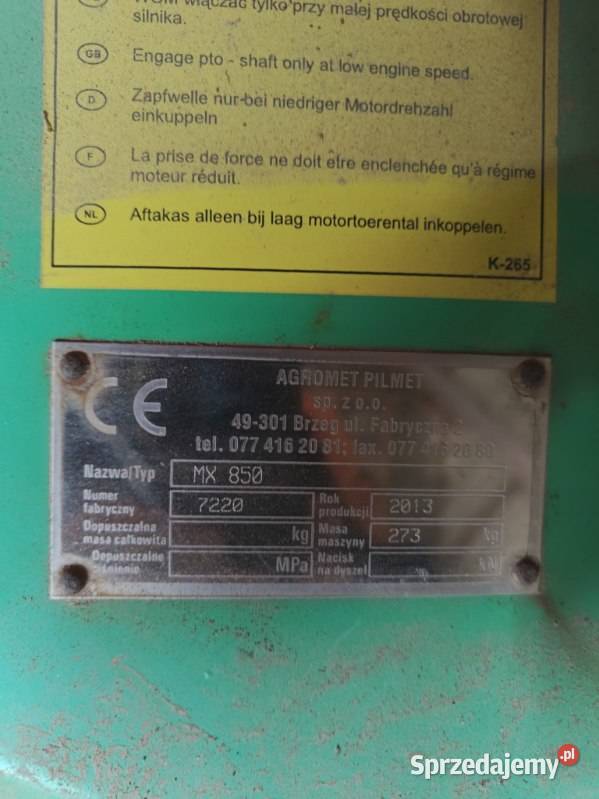 WOM włączać tylko przy małej prędkości obrotowej
silnika.
GB Engage pto - shaft only at low engine speed.
D Zapfwelle nur bei niedriger Motordrehzahl
einkuppeln
F La prise de force ne doit etre enclenchée qu'à régime
moteur réduit.
NL Aftakas alleen bij laag motortoerental inkoppelen.
K-265
CE
AGROMET PILMET
sp. z o.o.
49-301 Brzeg ul. Fabryczna 2
tel. 077 416 20 81; fax. 077 416 20 80
Nazwa/Typ MX 850
Numer fabryczny 7220 Rok produkcji 2013
Dopuszczalna masa całkowita kg Masa maszyny 273 kg
Dopuszczalne ciśnienie MPa Nacisk na dyszel kN
Sprzedajemy.pl